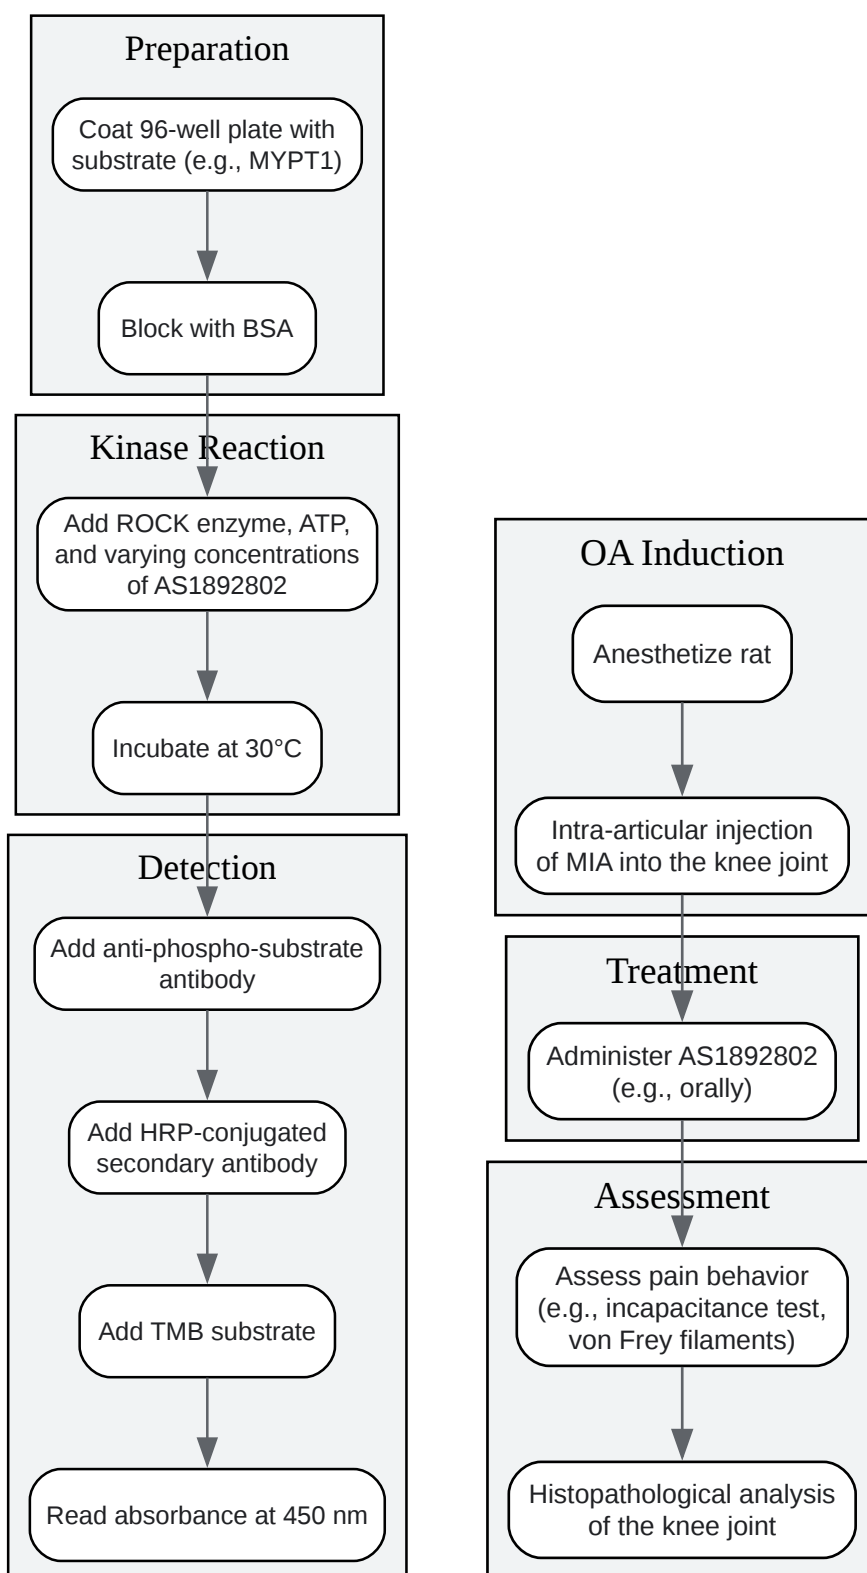 Preparation
Coat 96-well plate with
substrate (e.g., MYPT1)
Block with BSA
Kinase Reaction
Add ROCK enzyme, ATP,
and varying concentrations
of AS1892802
Incubate at 30°C
Detection
Add anti-phospho-substrate
antibody
Add HRP-conjugated
secondary antibody
Add TMB substrate
Read absorbance at 450 nm
OA Induction
Anesthetize rat
Intra-articular injection
of MIA into the knee joint
Treatment
Administer AS1892802
(e.g., orally)
Assessment
Assess pain behavior
(e.g., incapacitance test,
von Frey filaments)
Histopathological analysis
of the knee joint